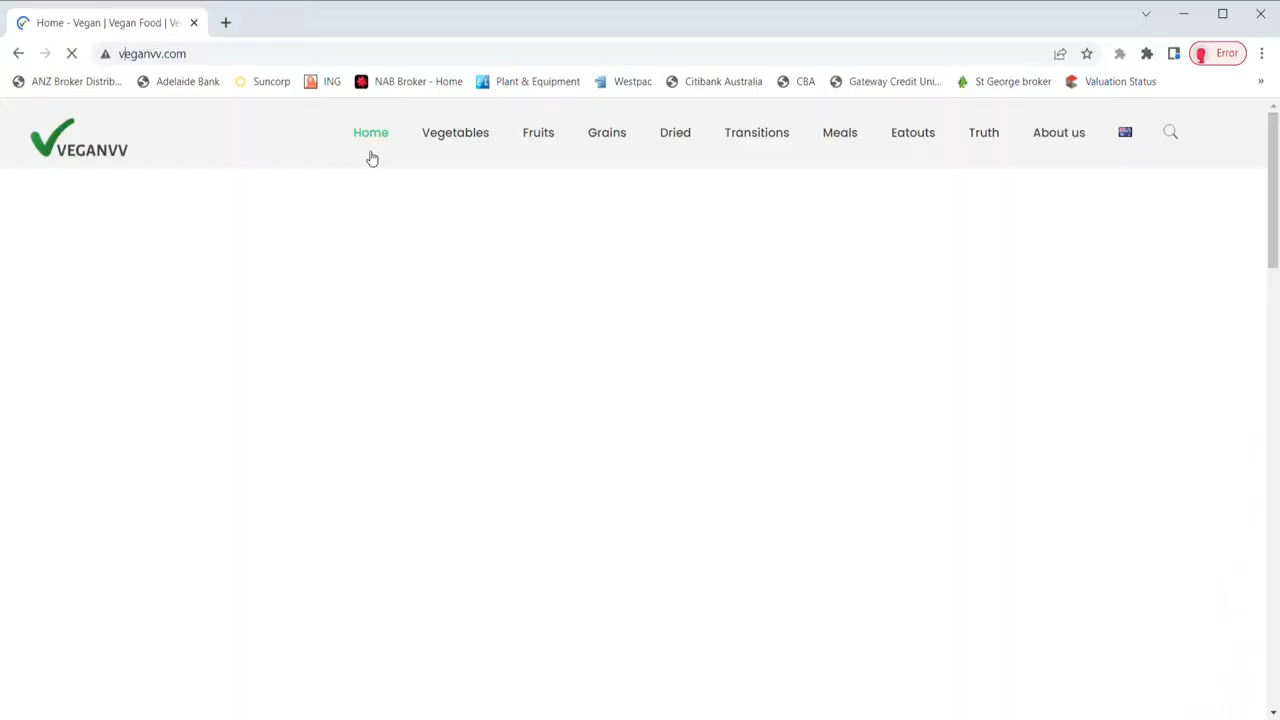 Home - Vegan | Vegan Food | Ve
veganvv.com
Error
ANZ Broker Distrib... Adelaide Bank Suncorp ING NAB Broker - Home Plant & Equipment Westpac Citibank Australia CBA Gateway Credit Uni... St George broker Valuation Status »
VEGANVV Home Vegetables Fruits Grains Dried Transitions Meals Eatouts Truth About us